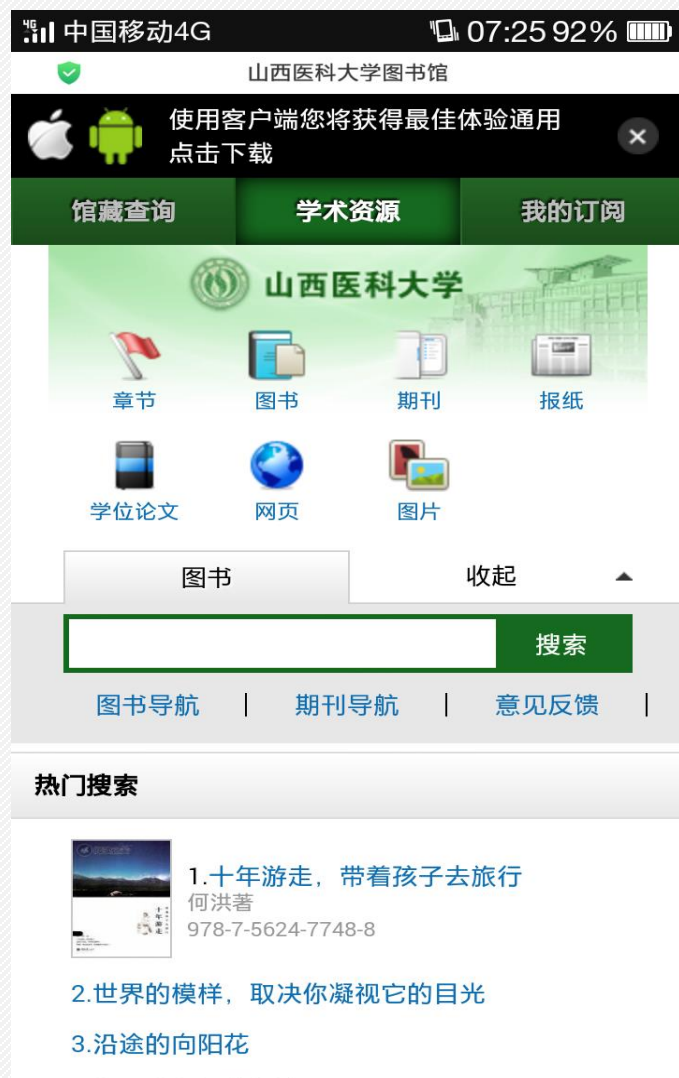 4G 中国移动4G 07:25 92%
山西医科大学图书馆
使用客户端您将获得最佳体验通用
点击下载
馆藏查询 学术资源 我的订阅
山西医科大学
章节 图书 期刊 报纸
学位论文 网页 图片
图书 收起
搜索
图书导航 | 期刊导航 | 意见反馈 |
热门搜索
十年游走
1.十年游走，带着孩子去旅行
何洪著
978-7-5624-7748-8
2.世界的模样，取决你凝视它的目光
3.沿途的向阳花